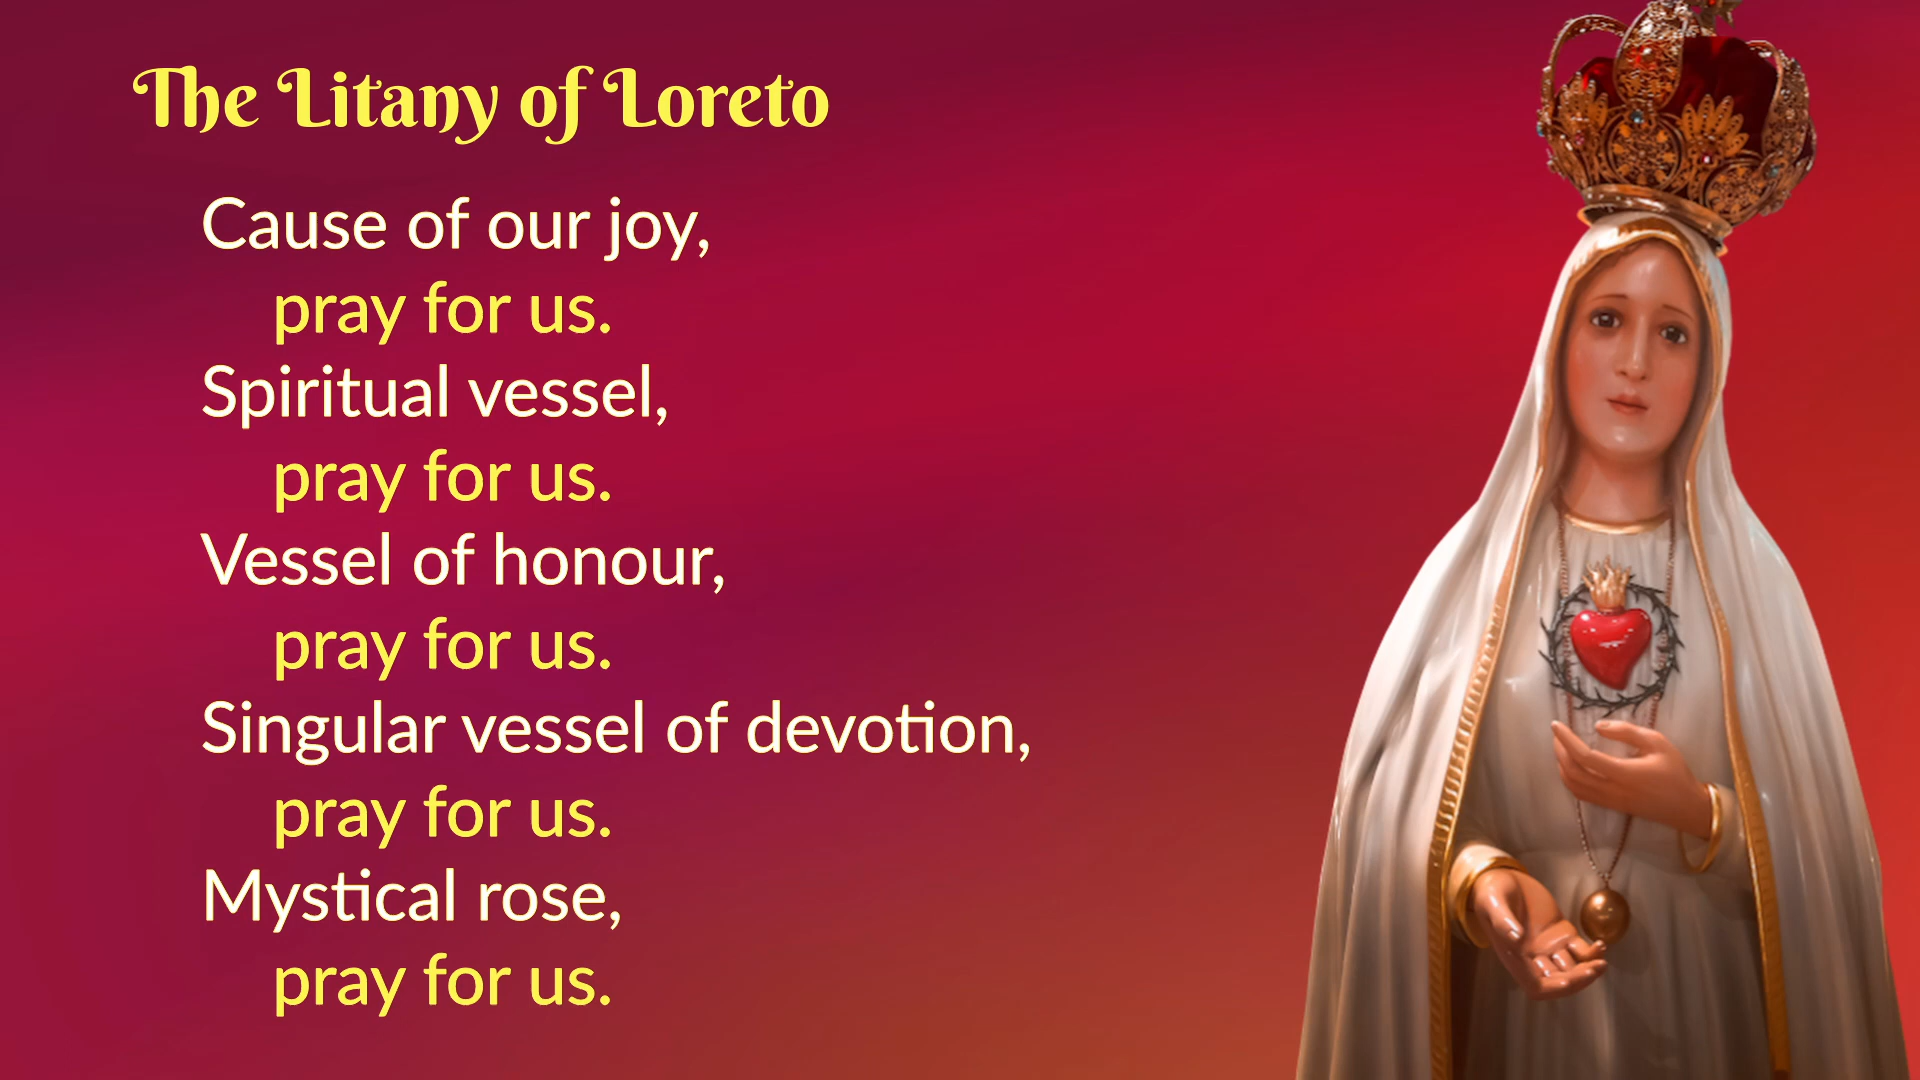 The Litany of Loreto
Cause of our joy,
pray for us.
Spiritual vessel,
pray for us.
Vessel of honour,
pray for us.
Singular vessel of devotion,
pray for us.
Mystical rose,
pray for us.